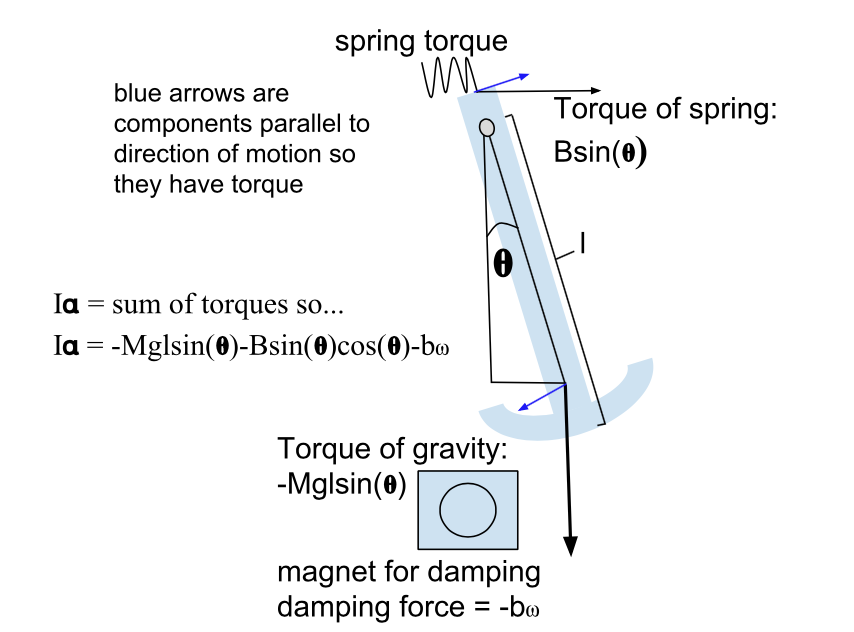 spring torque
blue arrows are
components parallel to
direction of motion so
they have torque
Torque of spring:
Bsin(θ)
l
θ
Iα = sum of torques so...
Iα = -Mglsin(θ)-Bsin(θ)cos(θ)-bω
Torque of gravity:
-Mglsin(θ)
magnet for damping
damping force = -bω